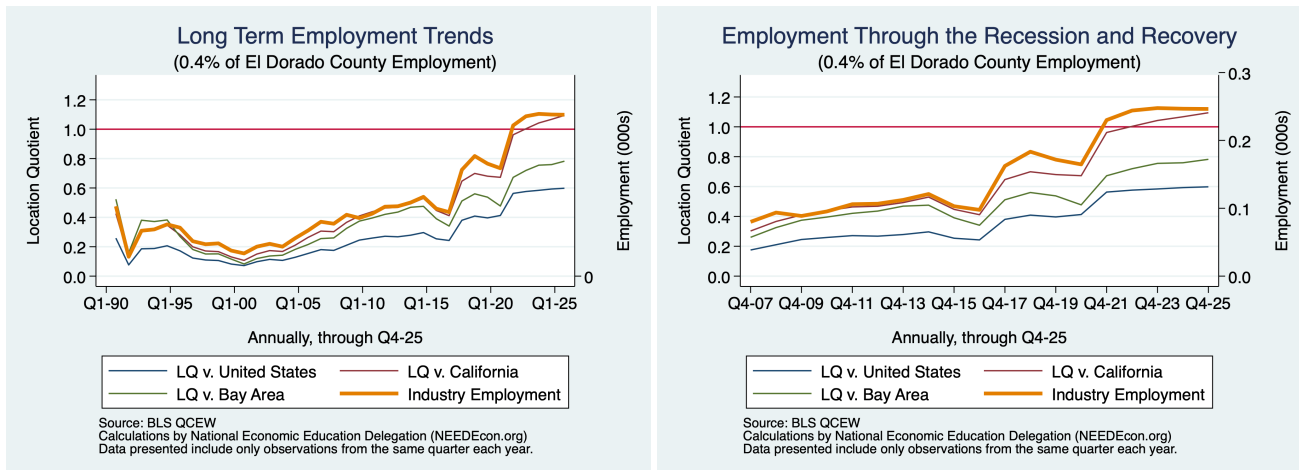 Long Term Employment Trends
(0.4% of El Dorado County Employment)
Location Quotient
1.2
1.0
0.8
0.6
0.4
0.2
0.0
Employment (000s)
0
Q1-90 Q1-95 Q1-00 Q1-05 Q1-10 Q1-15 Q1-20 Q1-25
Annually, through Q4-25
LQ v. United States LQ v. California
LQ v. Bay Area Industry Employment
Source: BLS QCEW
Calculations by National Economic Education Delegation (NEEDEcon.org)
Data presented include only observations from the same quarter each year.
Employment Through the Recession and Recovery
(0.4% of El Dorado County Employment)
Location Quotient
1.2
1.0
0.8
0.6
0.4
0.2
0.0
Employment (000s)
0.3
0.2
0.1
0.0
Q4-07 Q4-09 Q4-11 Q4-13 Q4-15 Q4-17 Q4-19 Q4-21 Q4-23 Q4-25
Annually, through Q4-25
LQ v. United States LQ v. California
LQ v. Bay Area Industry Employment
Source: BLS QCEW
Calculations by National Economic Education Delegation (NEEDEcon.org)
Data presented include only observations from the same quarter each year.